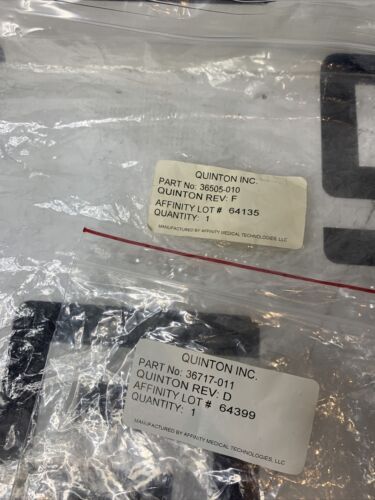 QUINTON INC.
PART No: 36505-010
QUINTON REV: F
AFFINITY LOT # 64135
QUANTITY: 1
MANUFACTURED BY AFFINITY MEDICAL TECHNOLOGIES, LLC
QUINTON INC.
PART No: 36717-011
QUINTON REV: D
AFFINITY LOT # 64399
QUANTITY: 1
MANUFACTURED BY AFFINITY MEDICAL TECHNOLOGIES, LLC